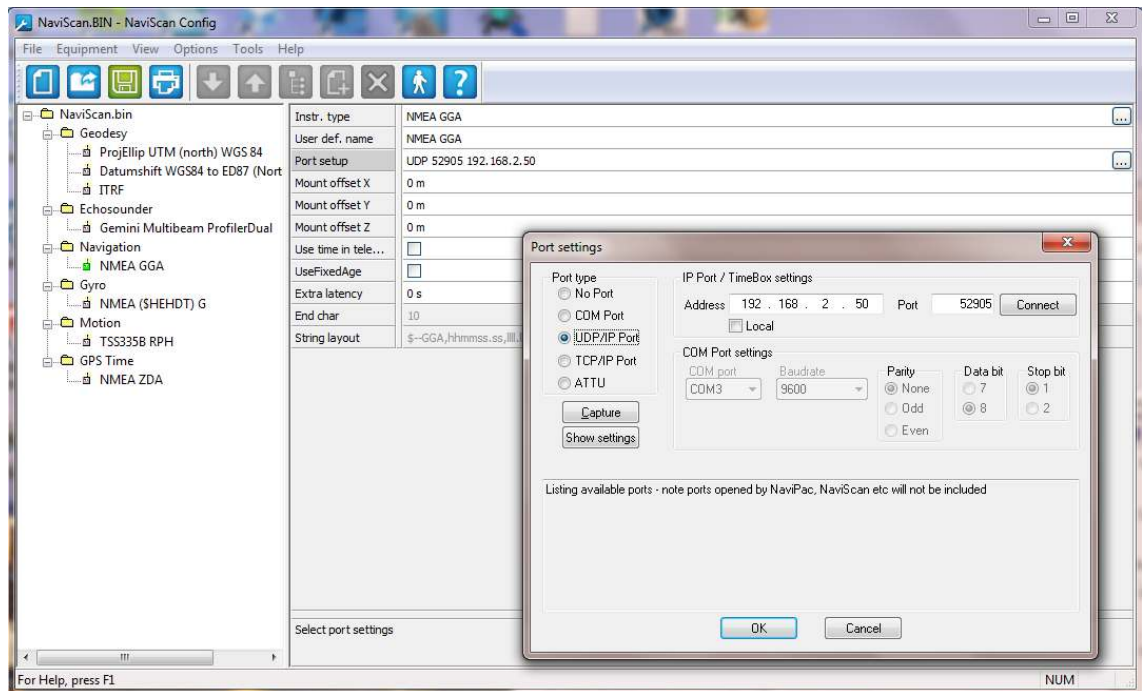 NaviScan.BIN - NaviScan Config
File Equipment View Options Tools Help
NaviScan.bin
Geodesy
ProjEllip UTM (north) WGS 84
Datumshift WGS84 to ED87 (Nort
ITRF
Echosounder
Gemini Multibeam ProfilerDual
Navigation
NMEA GGA
Gyro
NMEA ($HEHDT) G
Motion
TSS335B RPH
GPS Time
NMEA ZDA
Instr. type NMEA GGA ...
User def. name NMEA GGA
Port setup UDP 52905 192.168.2.50 ...
Mount offset X 0 m
Mount offset Y 0 m
Mount offset Z 0 m
Use time in tele...
UseFixedAge
Extra latency 0 s
End char 10
String layout $--GGA,hhmmss.ss,llll.l
Select port settings
Port settings
Port type
No Port
COM Port
UDP/IP Port
TCP/IP Port
ATTU
Capture
Show settings
IP Port / TimeBox settings
Address 192 . 168 . 2 . 50 Port 52905 Connect
Local
COM Port settings
COM port Baudrate Parity Data bit Stop bit
COM3 9600 None 7 1
Odd 8 2
Even
Listing available ports - note ports opened by NaviPac, NaviScan etc will not be included
OK Cancel
For Help, press F1 NUM